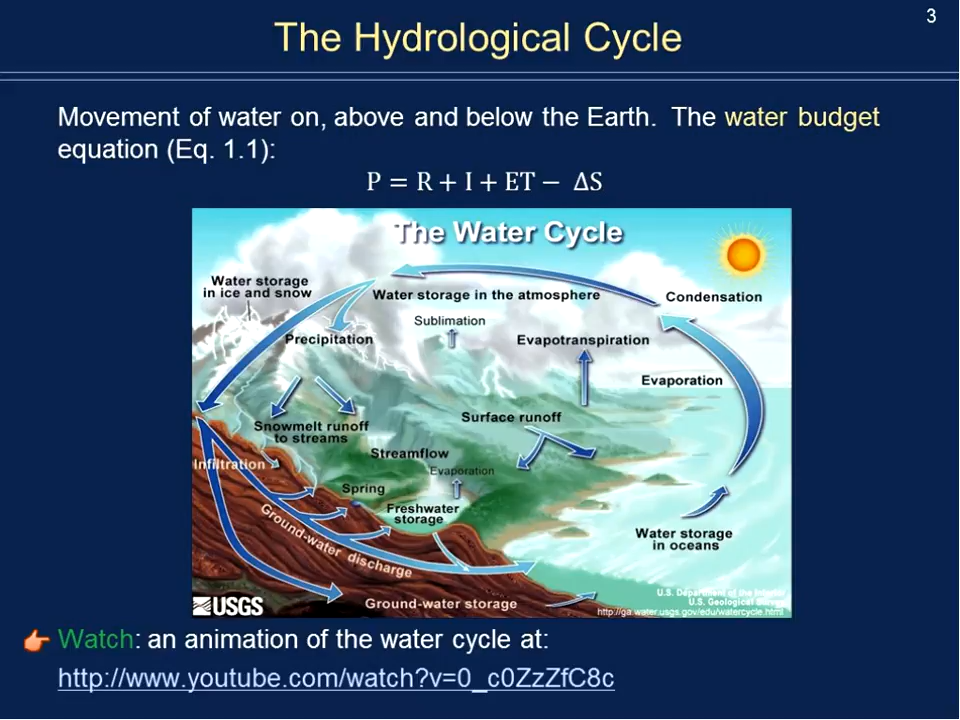 3
The Hydrological Cycle
Movement of water on, above and below the Earth. The water budget
equation (Eq. 1.1):
P = R + I + ET − ΔS
The Water Cycle
Water storage
in ice and snow
Water storage in the atmosphere
Condensation
Sublimation
Precipitation
Evapotranspiration
Evaporation
Surface runoff
Snowmelt runoff
to streams
Streamflow
Infiltration
Evaporation
Spring
Freshwater
storage
Ground-water discharge
Water storage
in oceans
U.S. Department of the Interior
U.S. Geological Survey
http://ga.water.usgs.gov/edu/watercycle.html
USGS
Ground-water storage
Watch: an animation of the water cycle at:
http://www.youtube.com/watch?v=0_c0ZzZfC8c